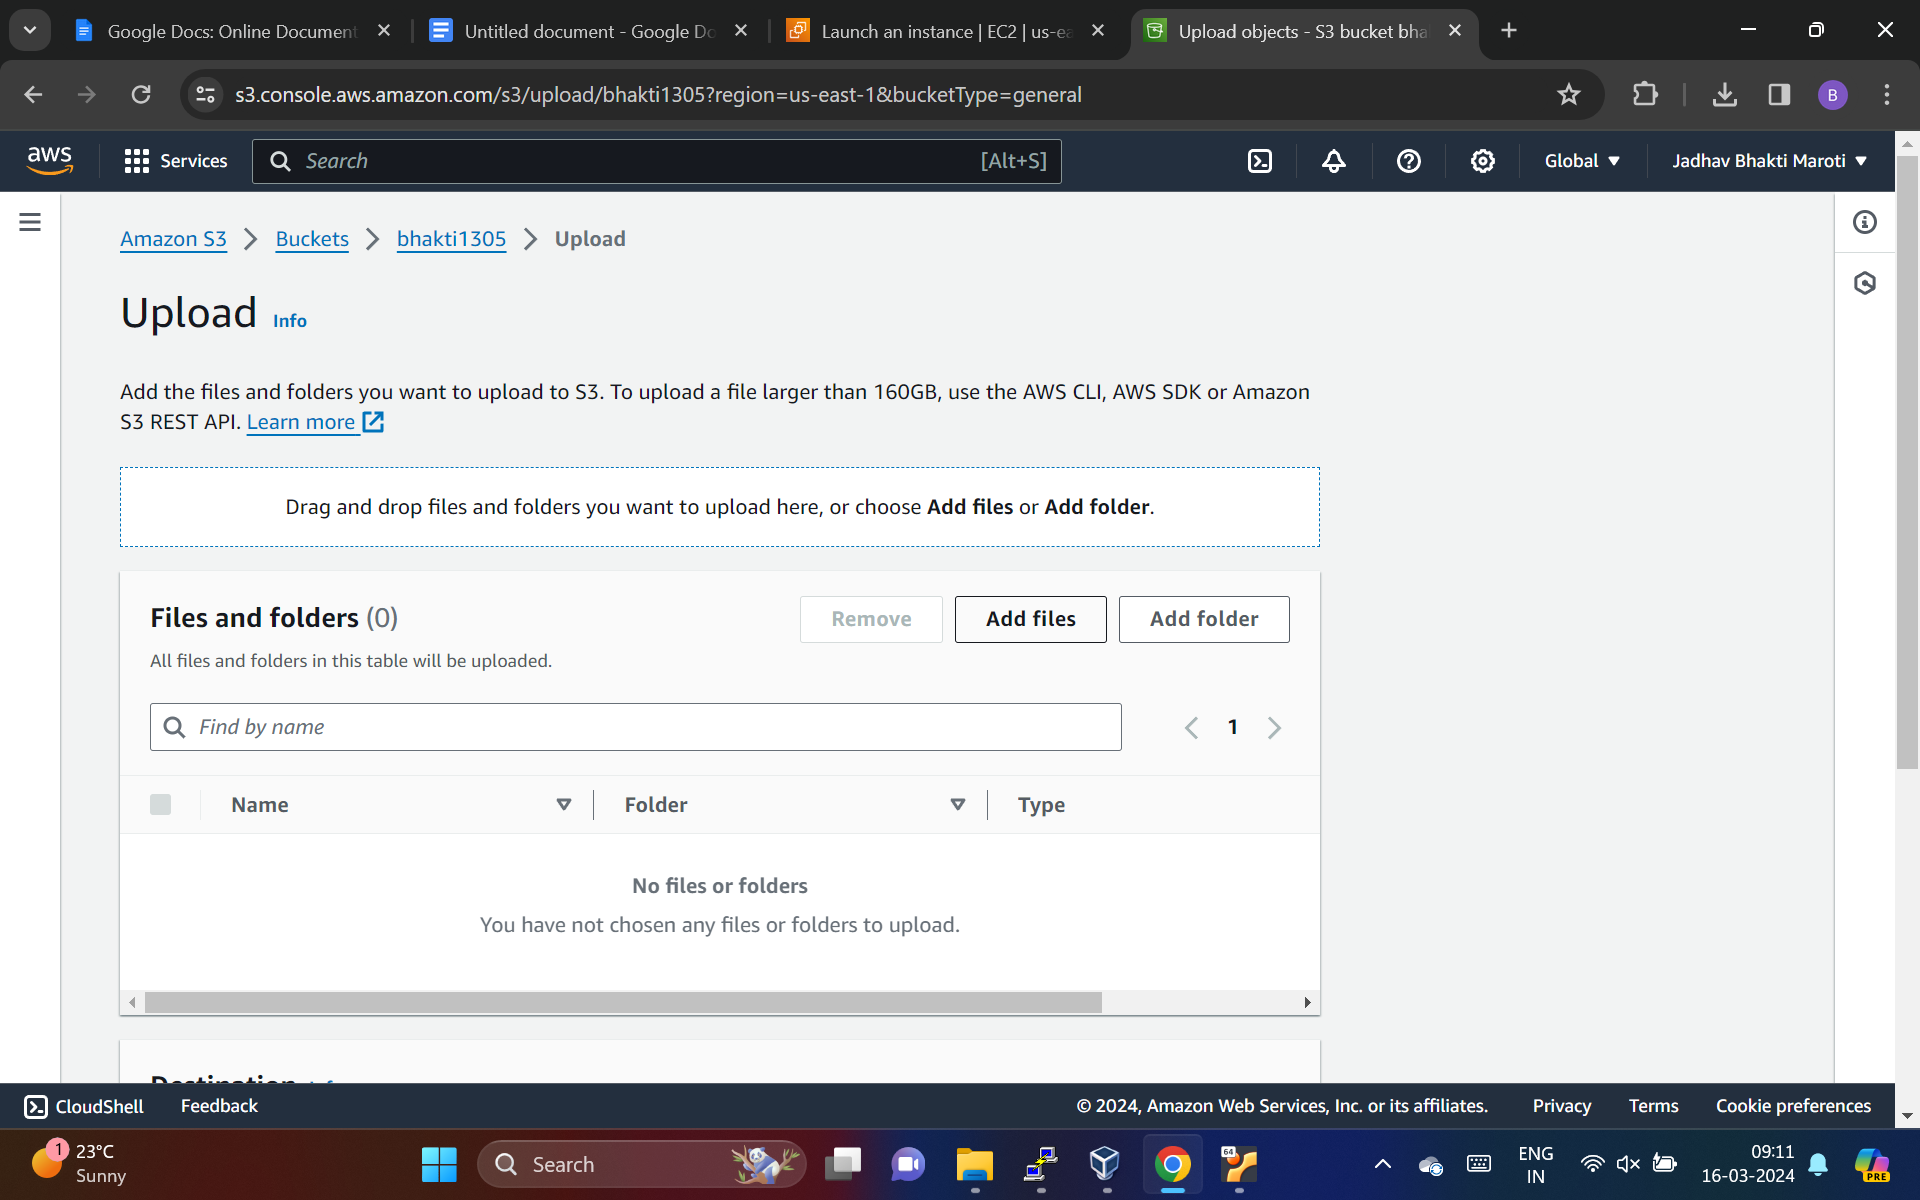 Google Docs: Online Document
Untitled document - Google Do
Launch an instance | EC2 | us-ea
Upload objects - S3 bucket bha
s3.console.aws.amazon.com/s3/upload/bhakti1305?region=us-east-1&bucketType=general
B
aws
Services
Search
[Alt+S]
Global
Jadhav Bhakti Maroti
Amazon S3
Buckets
bhakti1305
Upload
Upload Info
Add the files and folders you want to upload to S3. To upload a file larger than 160GB, use the AWS CLI, AWS SDK or Amazon
S3 REST API. Learn more
Drag and drop files and folders you want to upload here, or choose Add files or Add folder.
Files and folders (0)
Remove
Add files
Add folder
All files and folders in this table will be uploaded.
Find by name
1
Name
Folder
Type
No files or folders
You have not chosen any files or folders to upload.
Destination Info
CloudShell
Feedback
© 2024, Amazon Web Services, Inc. or its affiliates.
Privacy
Terms
Cookie preferences
1
23°C
Sunny
Search
64
ENG
IN
09:11
16-03-2024
PRE